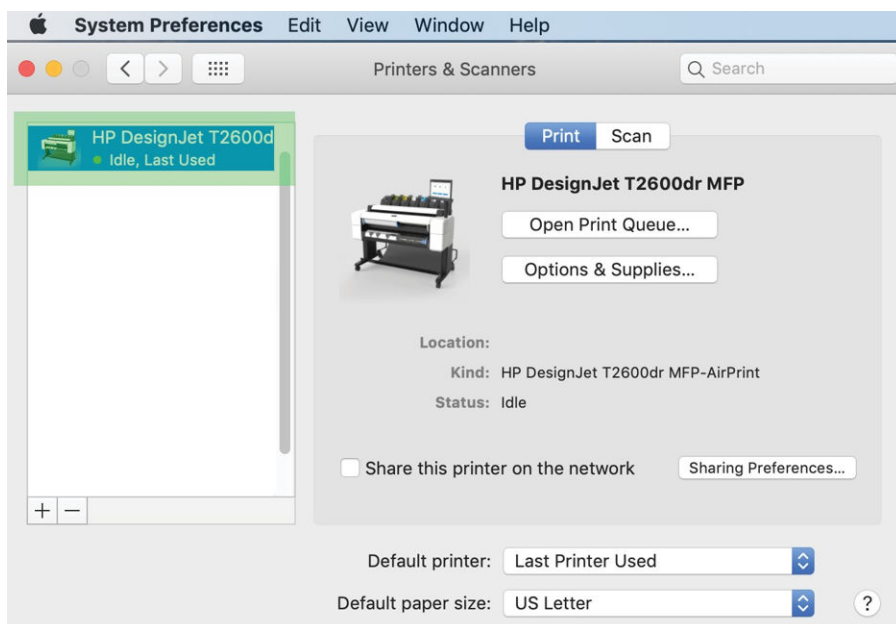 System Preferences Edit View Window Help
Printers & Scanners
Search
HP DesignJet T2600d
Idle, Last Used
Print Scan
HP DesignJet T2600dr MFP
Open Print Queue...
Options & Supplies...
Location:
Kind: HP DesignJet T2600dr MFP-AirPrint
Status: Idle
Share this printer on the network
Sharing Preferences...
+ −
Default printer: Last Printer Used
Default paper size: US Letter
?